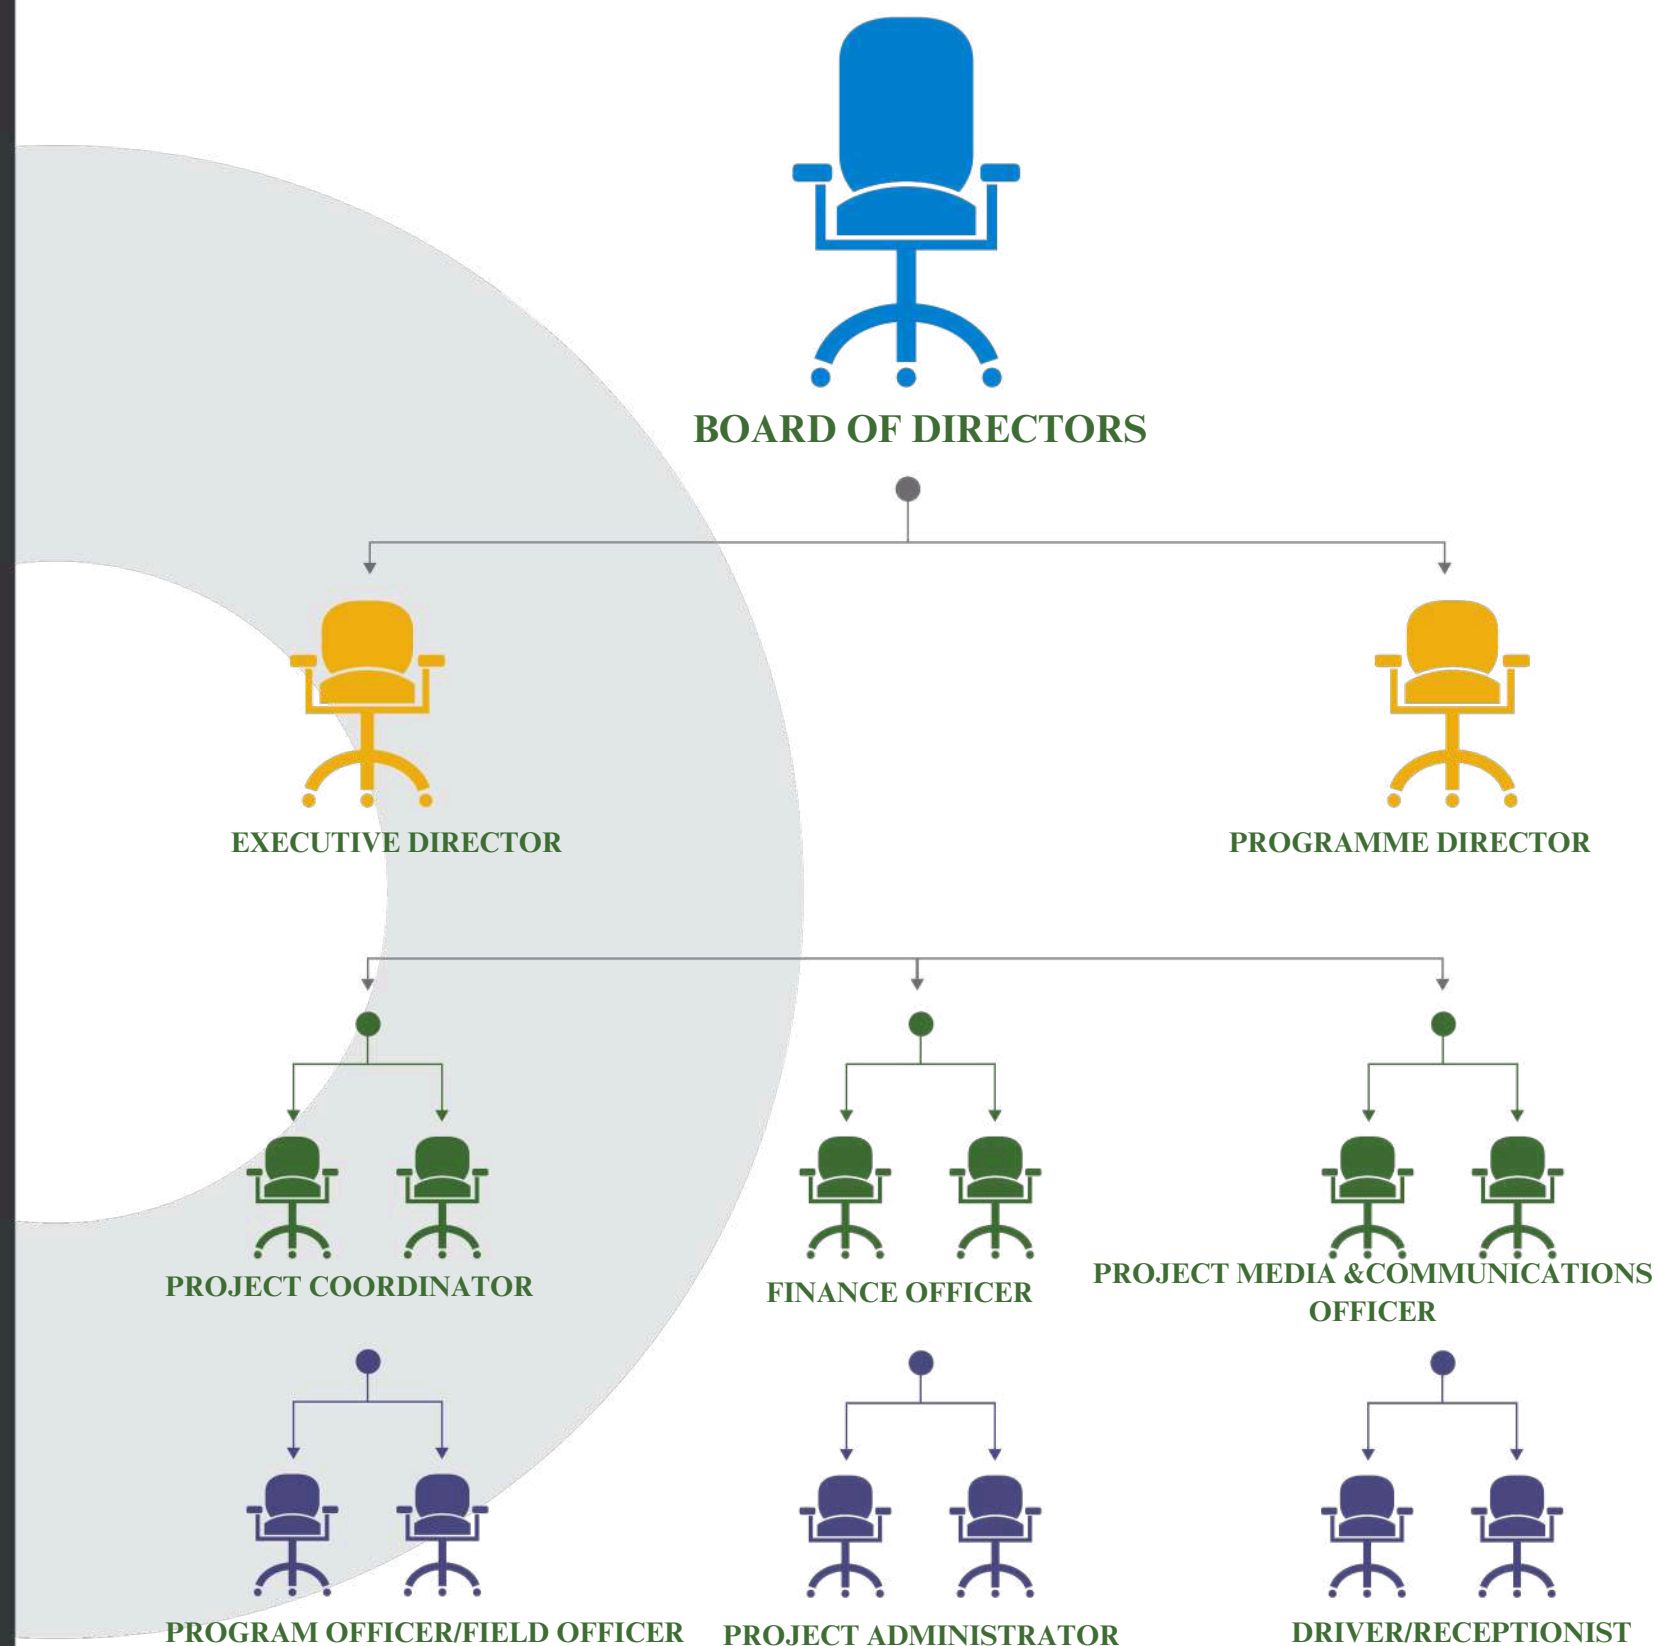 BOARD OF DIRECTORS
EXECUTIVE DIRECTOR
PROGRAMME DIRECTOR
PROJECT COORDINATOR
FINANCE OFFICER
PROJECT MEDIA &COMMUNICATIONS
OFFICER
PROGRAM OFFICER/FIELD OFFICER
PROJECT ADMINISTRATOR
DRIVER/RECEPTIONIST